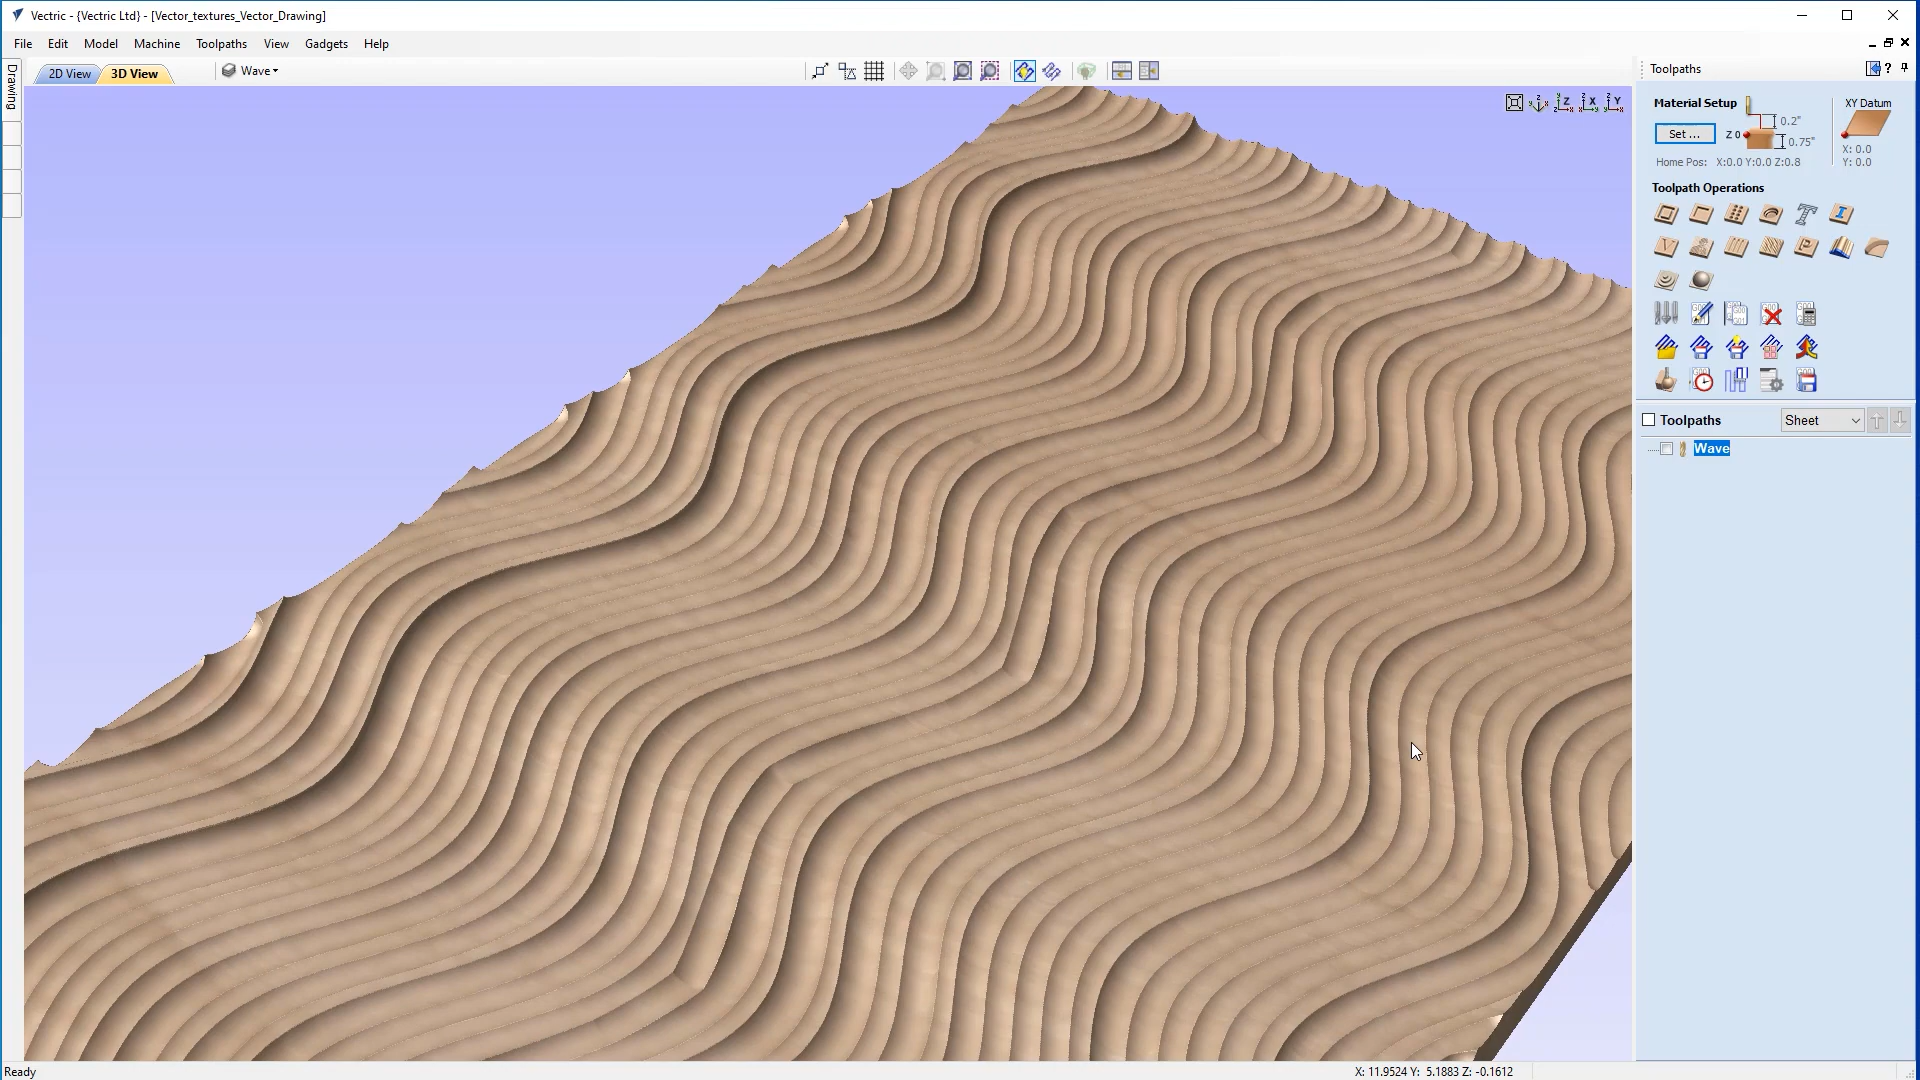 Vectric - {Vectric Ltd} - [Vector_textures_Vector_Drawing]
File Edit Model Machine Toolpaths View Gadgets Help
Drawing
2D View 3D View Wave
Z X Y
Toolpaths
?
Material Setup
XY Datum
0.2"
Set ...
Z 0
0.75"
X: 0.0
Y: 0.0
Home Pos: X:0.0 Y:0.0 Z:0.8
Toolpath Operations
Toolpaths Sheet
Wave
Ready
X: 11.9524 Y: 5.1883 Z: -0.1612